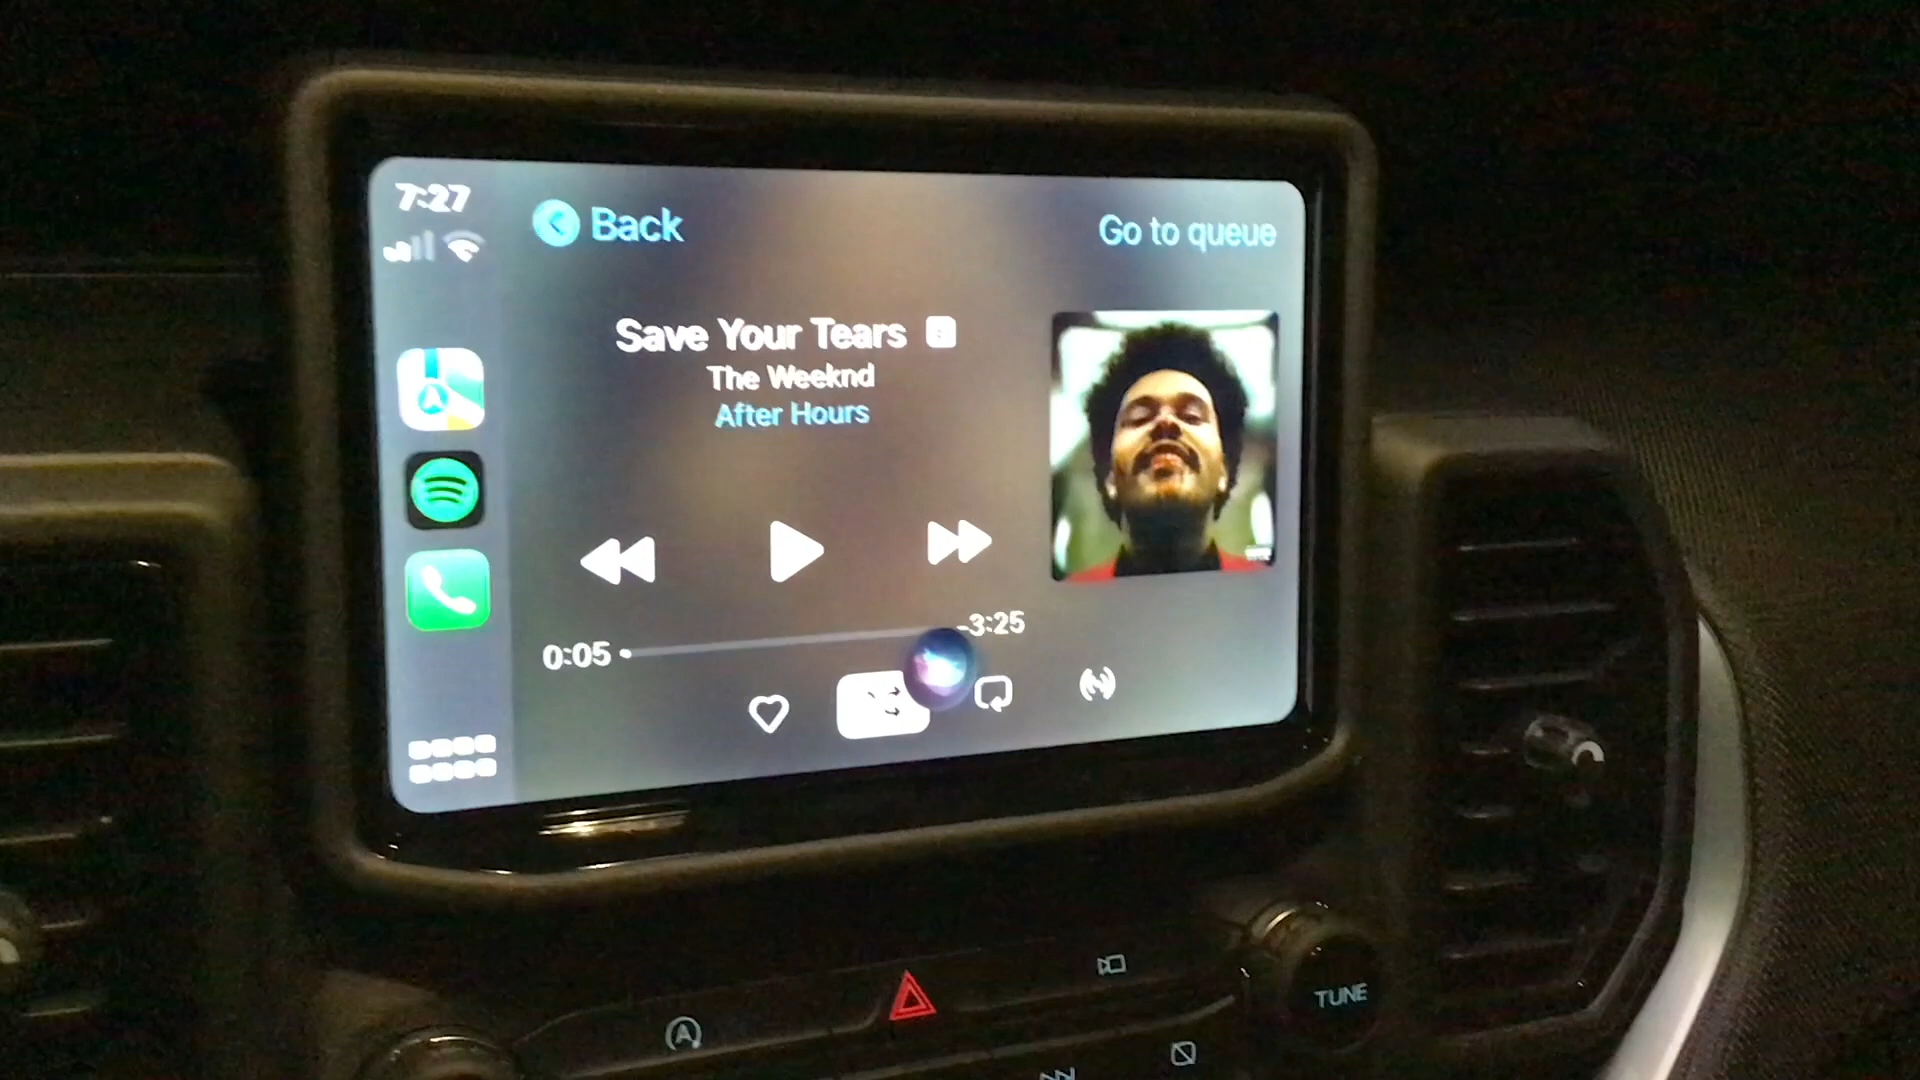 7:27
Back
Go to queue
Save Your Tears E
The Weeknd
After Hours
0:05
-3:25
A
TUNE